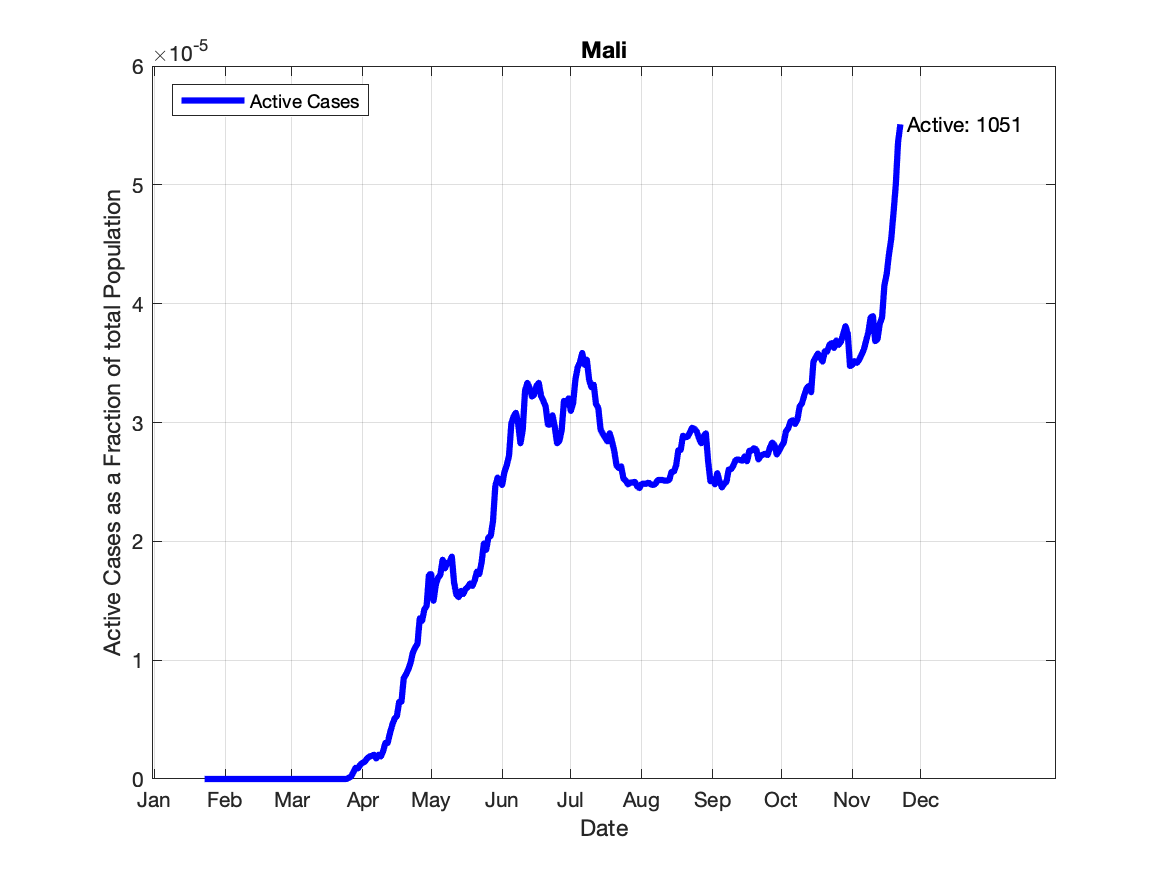 Mali
×10-5
Active Cases
Active: 1051
6
5
4
3
2
1
0
Active Cases as a Fraction of total Population
Jan Feb Mar Apr May Jun Jul Aug Sep Oct Nov Dec
Date